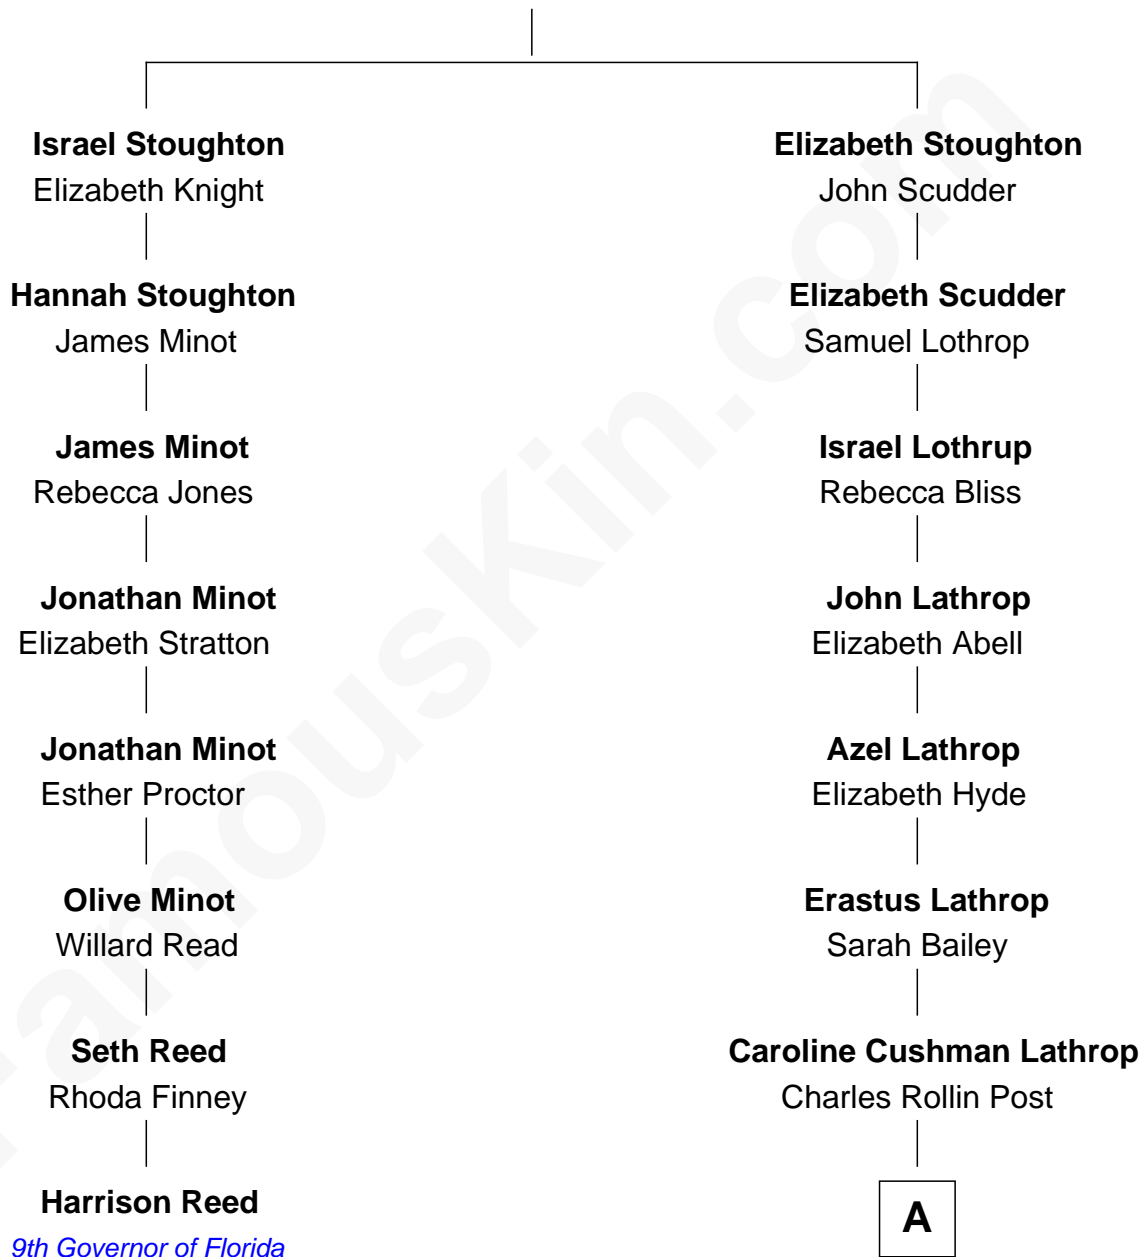 Israel Stoughton
Elizabeth Knight
Hannah Stoughton
James Minot
James Minot
Rebecca Jones
Jonathan Minot
Elizabeth Stratton
Jonathan Minot
Esther Proctor
Olive Minot
Willard Read
Seth Reed
Rhoda Finney
Harrison Reed
9th Governor of Florida
Elizabeth Stoughton
John Scudder
Elizabeth Scudder
Samuel Lothrop
Israel Lothrup
Rebecca Bliss
John Lathrop
Elizabeth Abell
Azel Lathrop
Elizabeth Hyde
Erastus Lathrop
Sarah Bailey
Caroline Cushman Lathrop
Charles Rollin Post
A
FamousKin.com